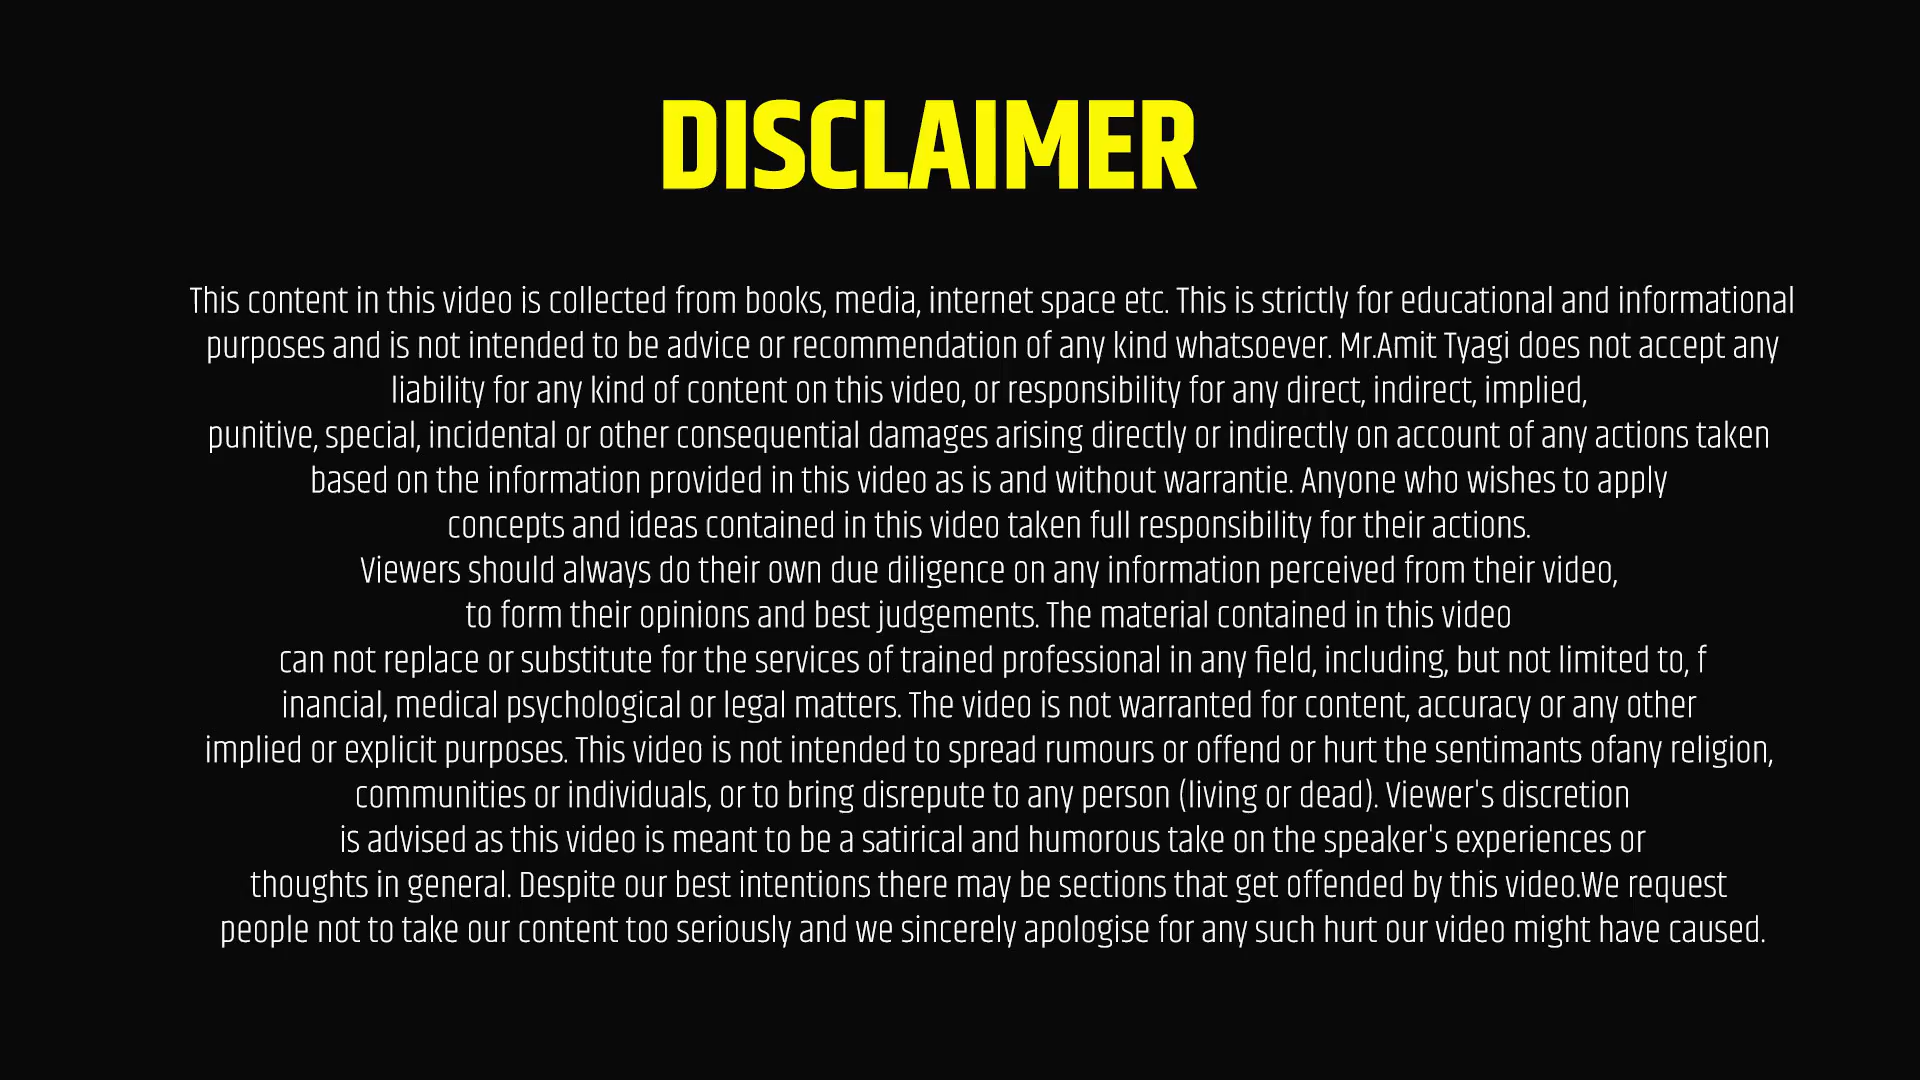 DISCLAIMER
This content in this video is collected from books, media, internet space etc. This is strictly for educational and informational
purposes and is not intended to be advice or recommendation of any kind whatsoever. Mr.Amit Tyagi does not accept any
liability for any kind of content on this video, or responsibility for any direct, indirect, implied,
punitive, special, incidental or other consequential damages arising directly or indirectly on account of any actions taken
based on the information provided in this video as is and without warrantie. Anyone who wishes to apply
concepts and ideas contained in this video taken full responsibility for their actions.
Viewers should always do their own due diligence on any information perceived from their video,
to form their opinions and best judgements. The material contained in this video
can not replace or substitute for the services of trained professional in any field, including, but not limited to, f
inancial, medical psychological or legal matters. The video is not warranted for content, accuracy or any other
implied or explicit purposes. This video is not intended to spread rumours or offend or hurt the sentimants ofany religion,
communities or individuals, or to bring disrepute to any person (living or dead). Viewer's discretion
is advised as this video is meant to be a satirical and humorous take on the speaker's experiences or
thoughts in general. Despite our best intentions there may be sections that get offended by this video.We request
people not to take our content too seriously and we sincerely apologise for any such hurt our video might have caused.